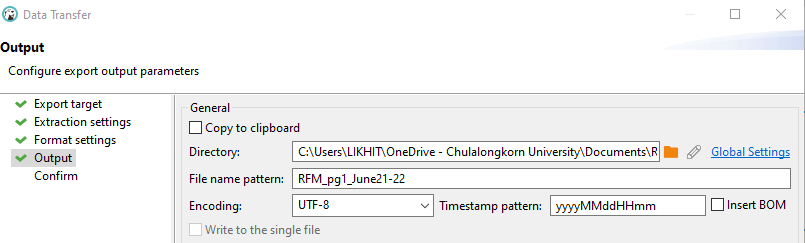 Data Transfer
Output
Configure export output parameters
Export target
Extraction settings
Format settings
Output
Confirm
General
Copy to clipboard
Directory: C:\Users\LIKHIT\OneDrive - Chulalongkorn University\Documents\R Global Settings
File name pattern: RFM_pg1_June21-22
Encoding: UTF-8 Timestamp pattern: yyyyMMddHHmm Insert BOM
Write to the single file